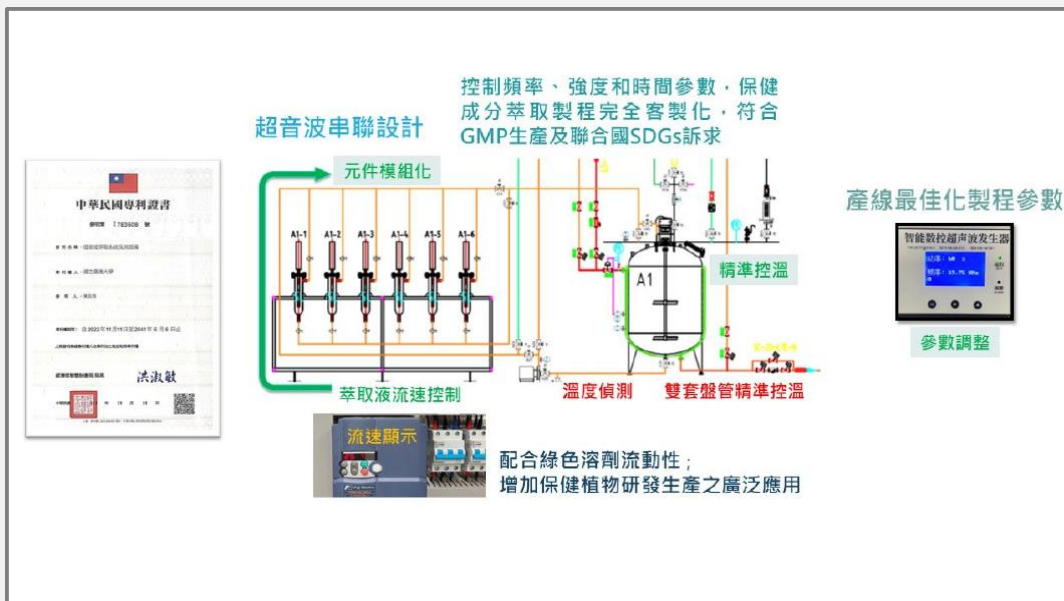 控制頻率、強度和時間參數，保健
成分萃取製程完全客製化，符合
GMP生產及聯合國SDGs訴求
超音波串聯設計
元件模組化
A1-1 A1-2 A1-3 A1-4 A1-5 A1-6
A1
精準控溫
萃取液流速控制
溫度偵測
雙套盤管精準控溫
流速顯示
配合綠色溶劑流動性；
增加保健植物研發生產之廣泛應用
產線最佳化製程參數
智能数控超声波发生器
參數調整
中華民國專利證書
洪淑敏